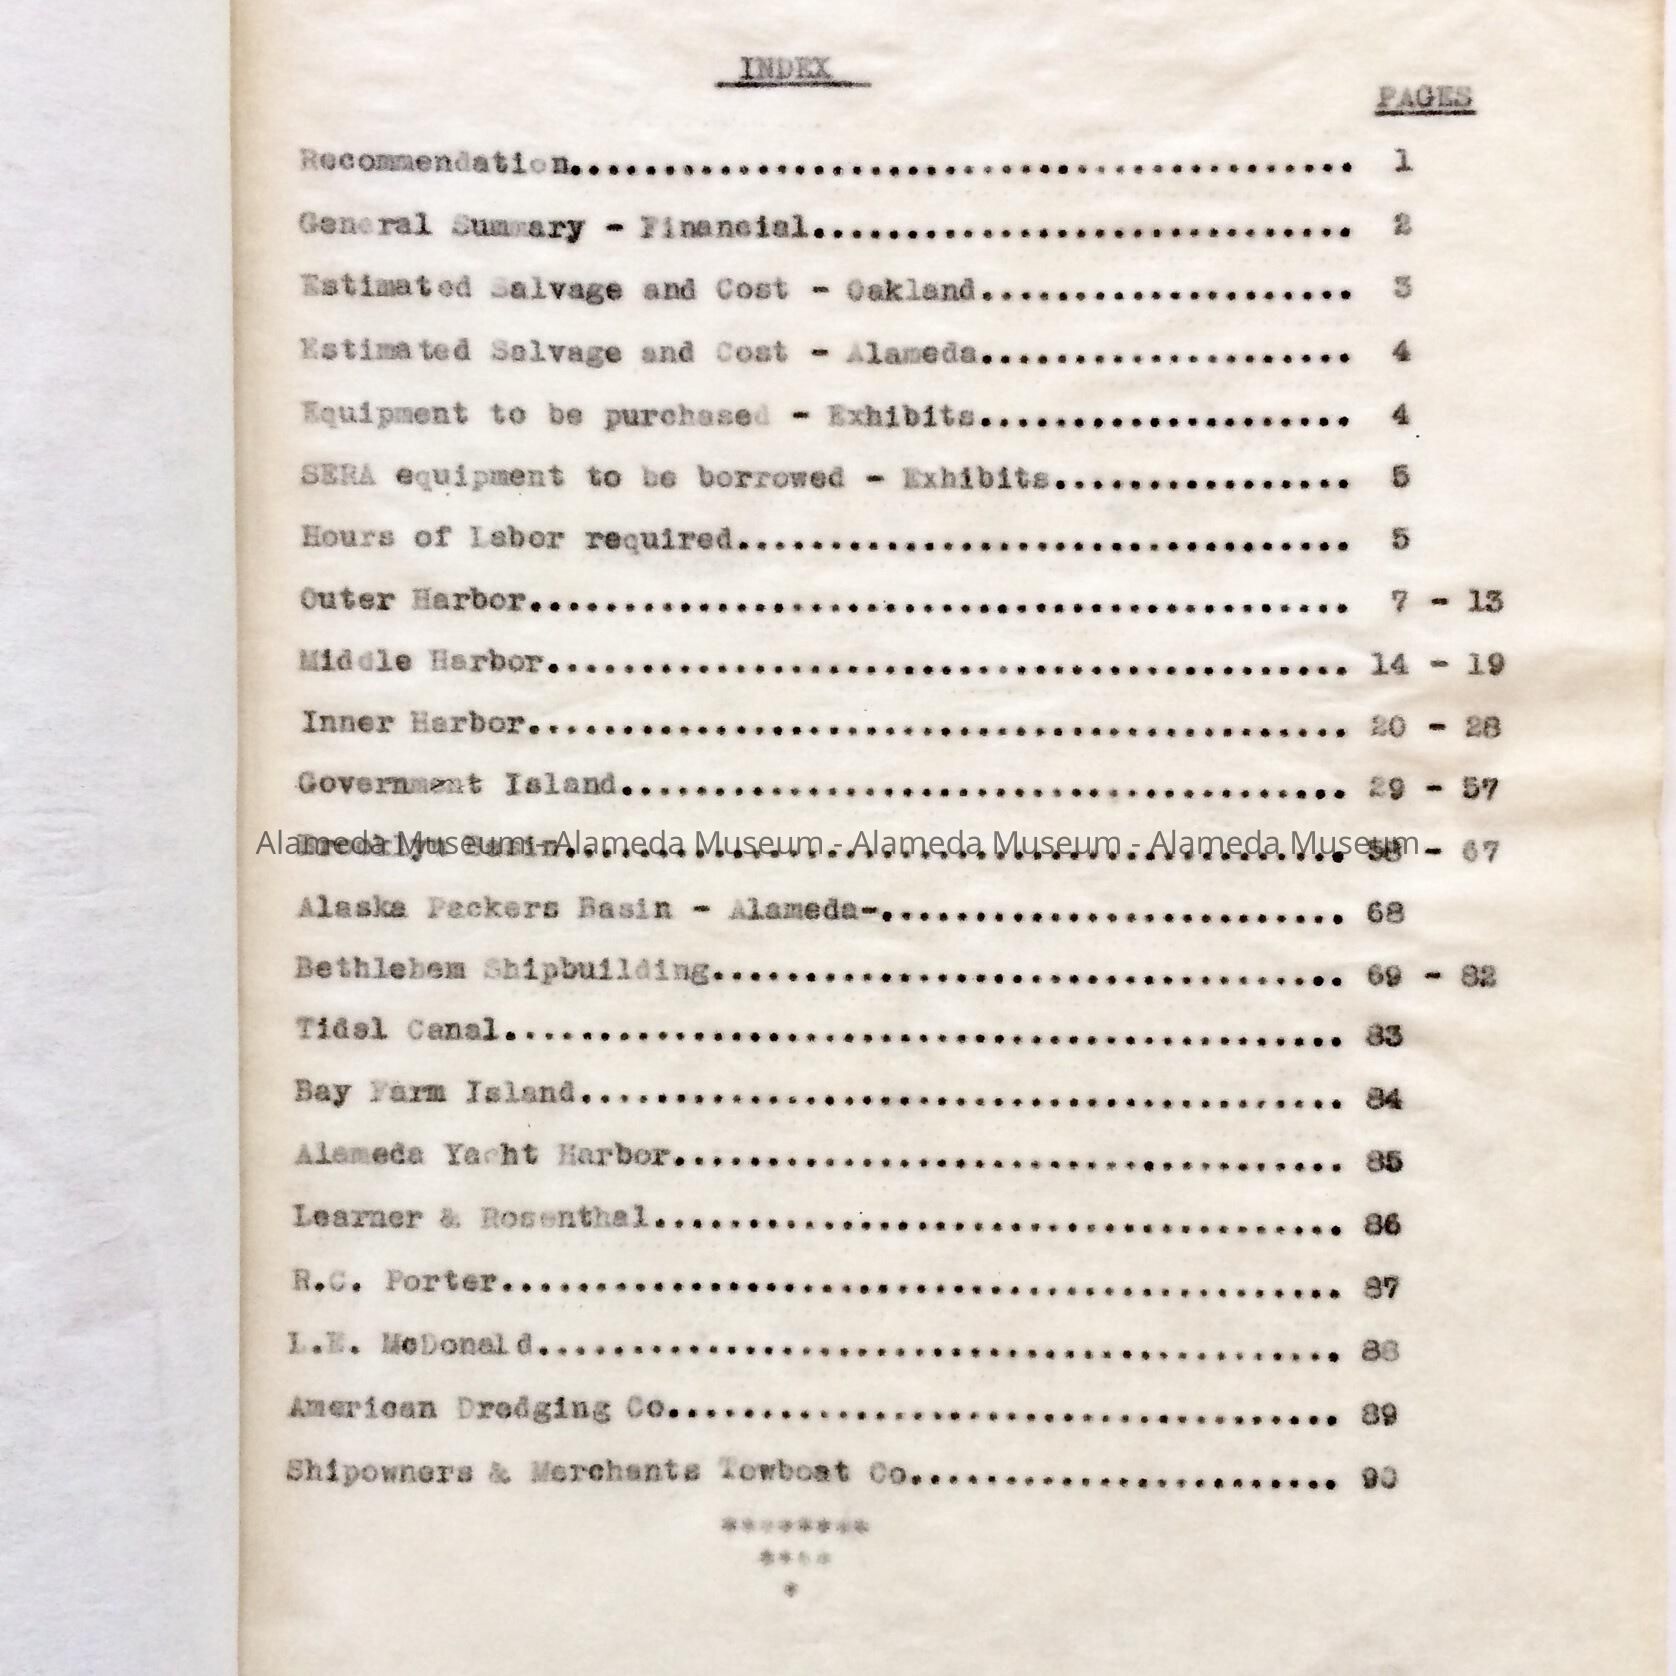 INDEX
PAGES
Recommendation.......................................... 1
General Summary - Financial............................. 2
Estimated Salvage and Cost - Oakland.................... 3
Estimated Salvage and Cost - Alameda.................... 4
Equipment to be purchased - Exhibits.................... 4
SERA equipment to be borrowed - Exhibits................ 5
Hours of Labor required................................. 5
Outer Harbor............................................ 7 - 13
Middle Harbor........................................... 14 - 19
Inner Harbor............................................ 20 - 28
Government Island....................................... 29 - 57
Brooklyn Basin.......................................... 58 - 67
Alameda Museum - Alameda Museum - Alameda Museum - Alameda Museum
Alaska Packers Basin - Alameda-......................... 68
Bethlehem Shipbuilding.................................. 69 - 82
Tidal Canal............................................. 83
Bay Farm Island......................................... 84
Alameda Yacht Harbor.................................... 85
Learner & Rosenthal..................................... 86
R.C. Porter............................................. 87
L.E. McDonald........................................... 88
American Dredging Co.................................... 89
Shipowners & Merchants Towboat Co....................... 90
********
****
*